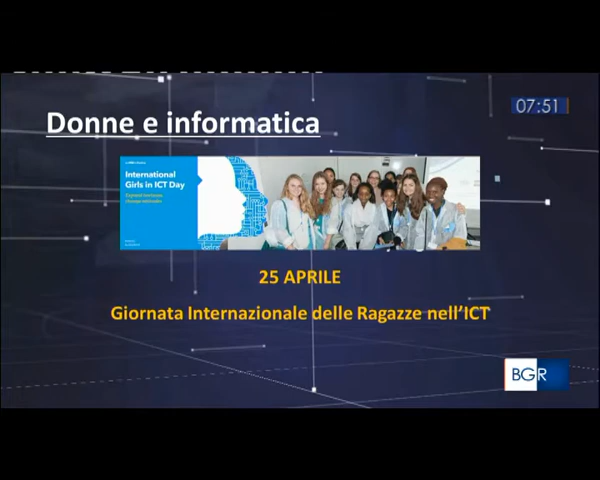 07:51
Donne e informatica
International
Girls in ICT Day
25 APRILE
Giornata Internazionale delle Ragazze nell'ICT
BGR